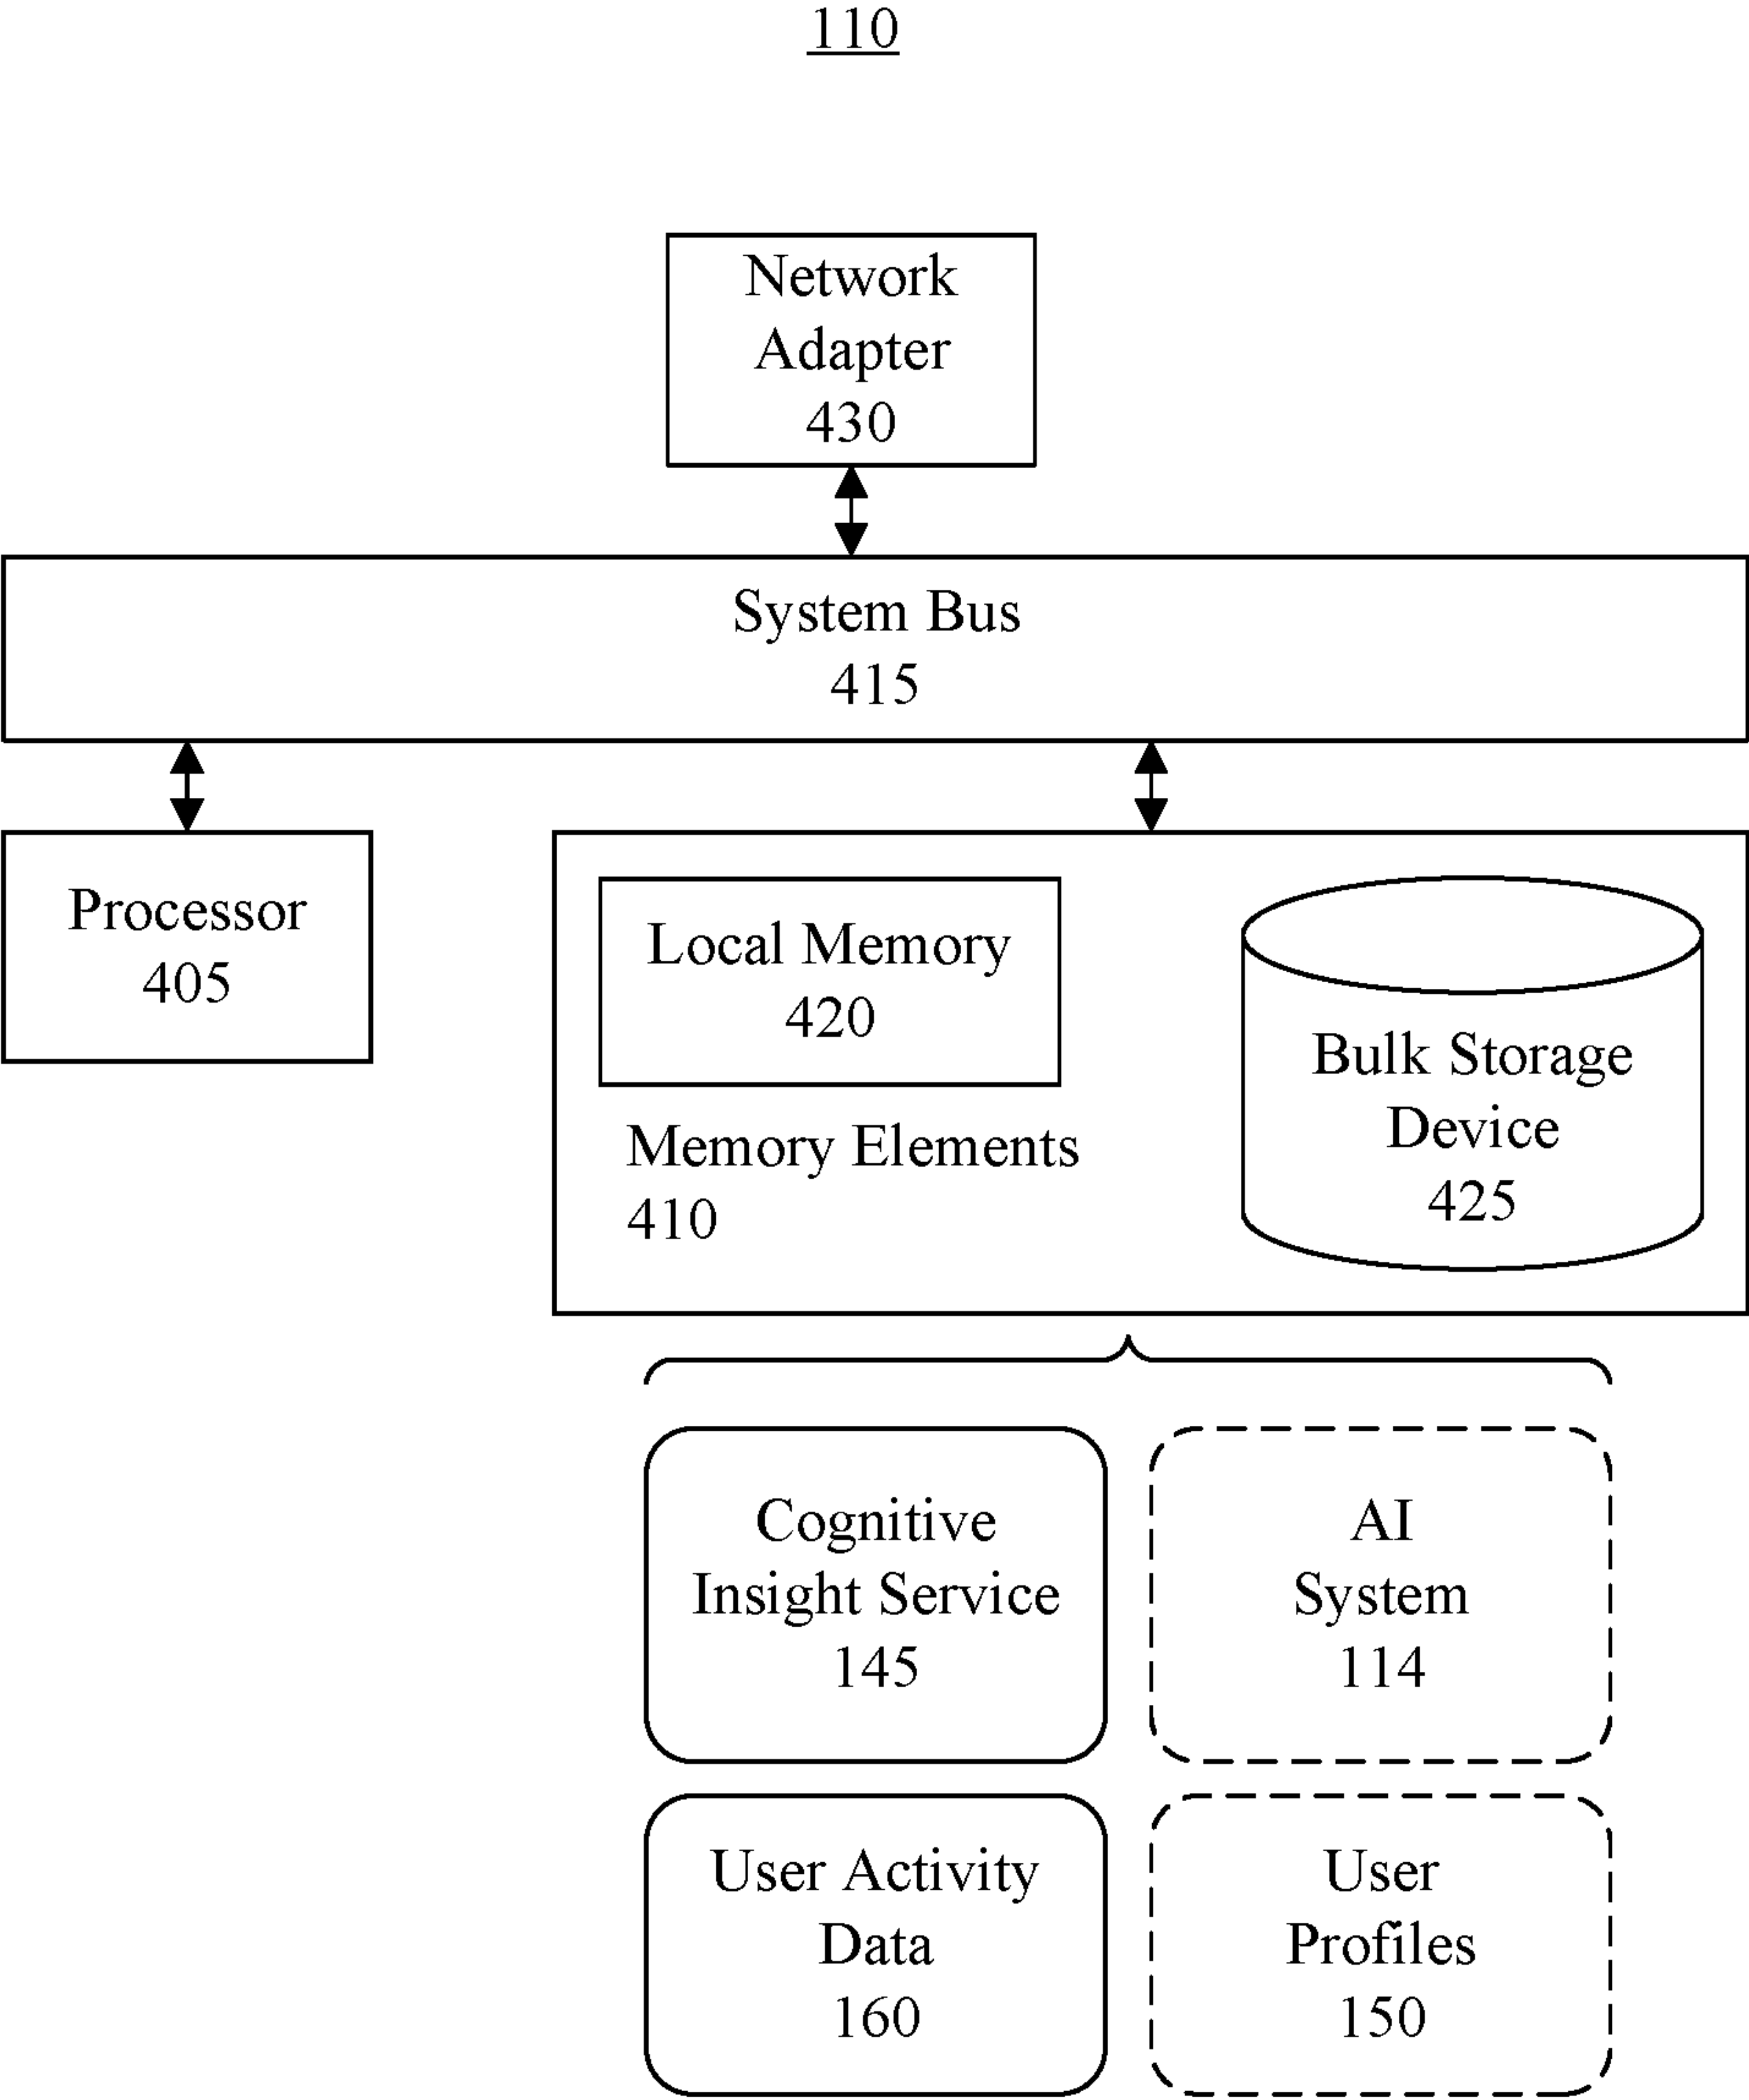 110
Network
Adapter
430
System Bus
415
Processor
405
Local Memory
420
Memory Elements
410
Bulk Storage
Device
425
Cognitive
Insight Service
145
AI
System
114
User Activity
Data
160
User
Profiles
150